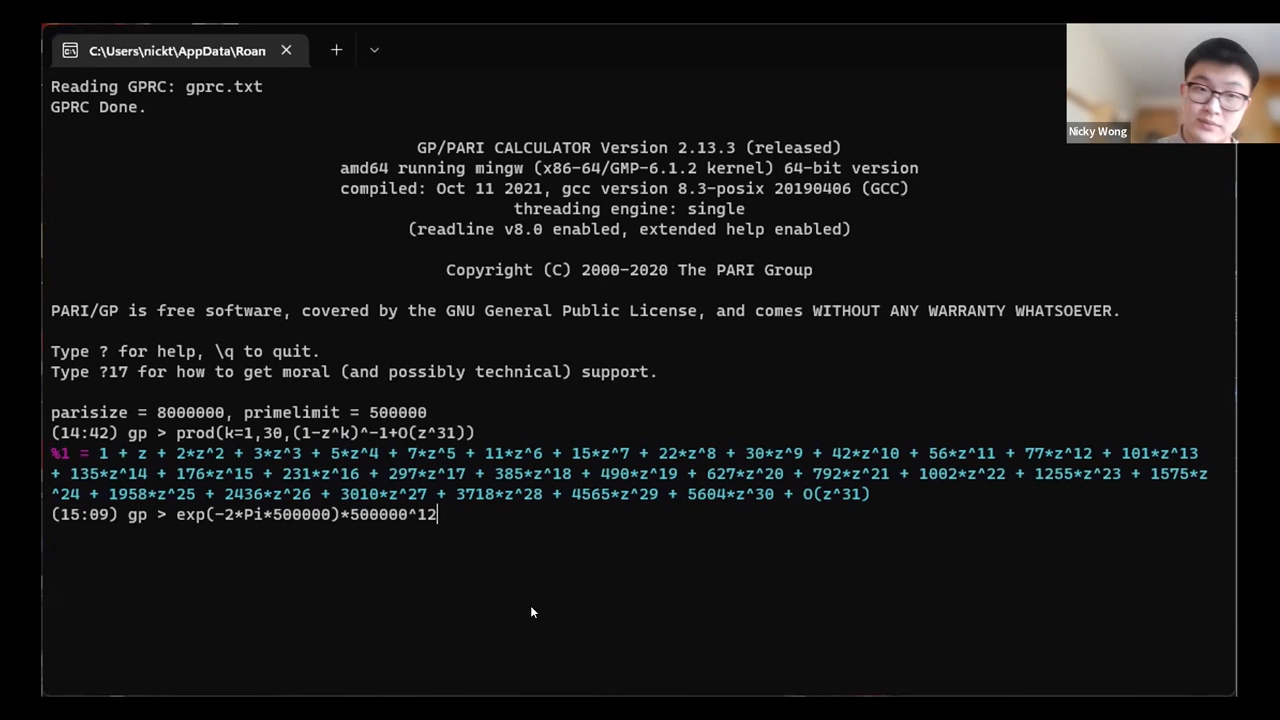 C:\Users\nickt\AppData\Roan
Nicky Wong
Reading GPRC: gprc.txt
GPRC Done.
GP/PARI CALCULATOR Version 2.13.3 (released)
amd64 running mingw (x86-64/GMP-6.1.2 kernel) 64-bit version
compiled: Oct 11 2021, gcc version 8.3-posix 20190406 (GCC)
threading engine: single
(readline v8.0 enabled, extended help enabled)
Copyright (C) 2000-2020 The PARI Group
PARI/GP is free software, covered by the GNU General Public License, and comes WITHOUT ANY WARRANTY WHATSOEVER.
Type ? for help, \q to quit.
Type ?17 for how to get moral (and possibly technical) support.
parisize = 8000000, primelimit = 500000
(14:42) gp > prod(k=1,30,(1-z^k)^-1+O(z^31))
%1 = 1 + z + 2*z^2 + 3*z^3 + 5*z^4 + 7*z^5 + 11*z^6 + 15*z^7 + 22*z^8 + 30*z^9 + 42*z^10 + 56*z^11 + 77*z^12 + 101*z^13
+ 135*z^14 + 176*z^15 + 231*z^16 + 297*z^17 + 385*z^18 + 490*z^19 + 627*z^20 + 792*z^21 + 1002*z^22 + 1255*z^23 + 1575*z
^24 + 1958*z^25 + 2436*z^26 + 3010*z^27 + 3718*z^28 + 4565*z^29 + 5604*z^30 + O(z^31)
(15:09) gp > exp(-2*Pi*500000)*500000^12